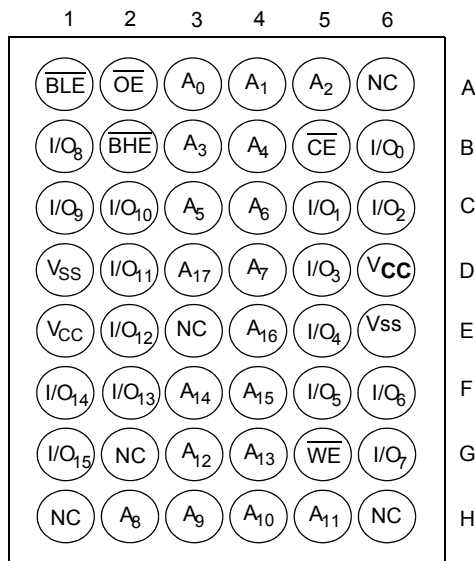 1 2 3 4 5 6
BLE OE A0 A1 A2 NC A
I/O8 BHE A3 A4 CE I/O0 B
I/O9 I/O10 A5 A6 I/O1 I/O2 C
VSS I/O11 A17 A7 I/O3 VCC D
VCC I/O12 NC A16 I/O4 Vss E
I/O14 I/O13 A14 A15 I/O5 I/O6 F
I/O15 NC A12 A13 WE I/O7 G
NC A8 A9 A10 A11 NC H